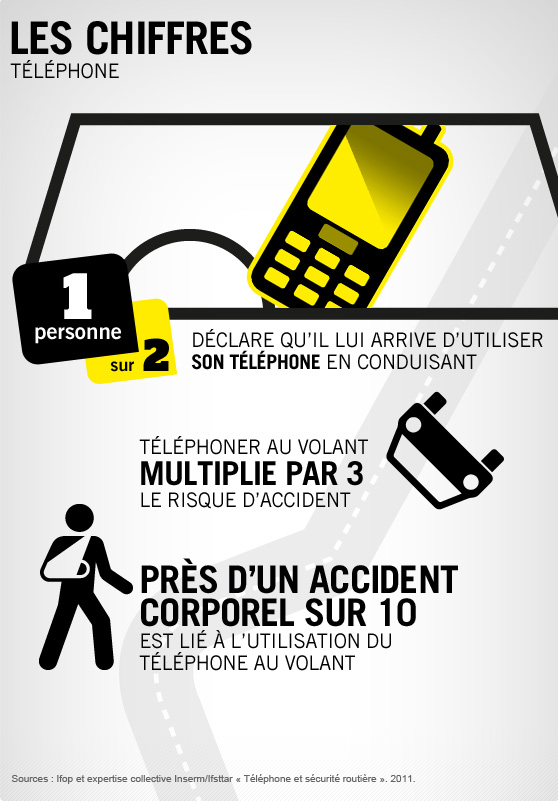 LES CHIFFRES
TÉLÉPHONE
1
personne
sur 2
DÉCLARE QU'IL LUI ARRIVE D'UTILISER
SON TÉLÉPHONE EN CONDUISANT
TÉLÉPHONER AU VOLANT
MULTIPLIE PAR 3
LE RISQUE D'ACCIDENT
PRÈS D'UN ACCIDENT
CORPOREL SUR 10
EST LIÉ À L'UTILISATION DU
TÉLÉPHONE AU VOLANT
Sources : Ifop et expertise collective Inserm/Ifsttar « Téléphone et sécurité routière ». 2011.